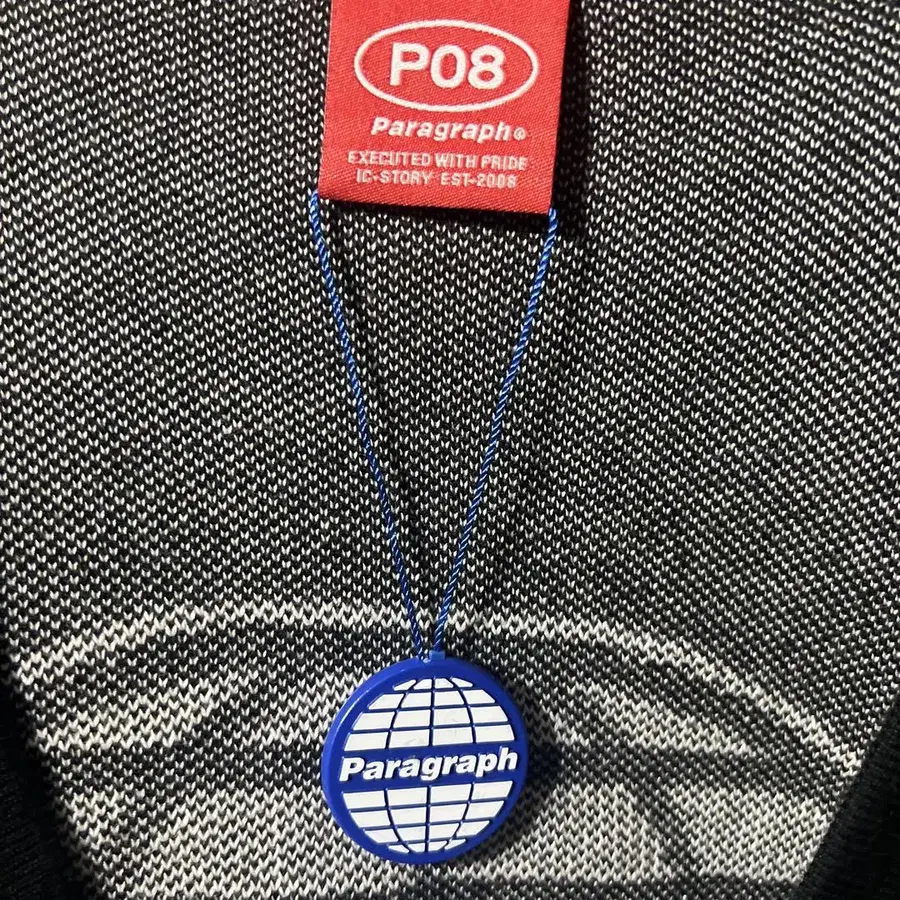 P08
Paragraph®
EXECUTED WITH PRIDE
IC-STORY EST-2008
Paragraph